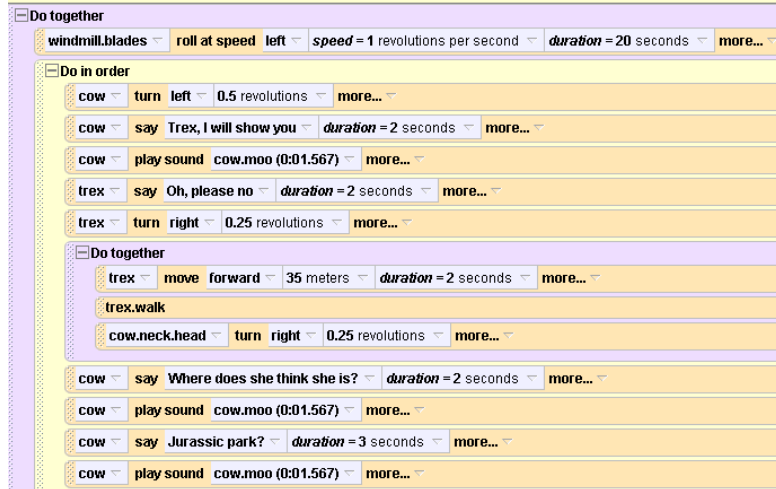 Do together
windmill.blades roll at speed left speed = 1 revolutions per second duration = 20 seconds more...
Do in order
cow turn left 0.5 revolutions more...
cow say Trex, I will show you duration = 2 seconds more...
cow play sound cow.moo (0:01.567) more...
trex say Oh, please no duration = 2 seconds more...
trex turn right 0.25 revolutions more...
Do together
trex move forward 35 meters duration = 2 seconds more...
trex.walk
cow.neck.head turn right 0.25 revolutions more...
cow say Where does she think she is? duration = 2 seconds more...
cow play sound cow.moo (0:01.567) more...
cow say Jurassic park? duration = 3 seconds more...
cow play sound cow.moo (0:01.567) more...